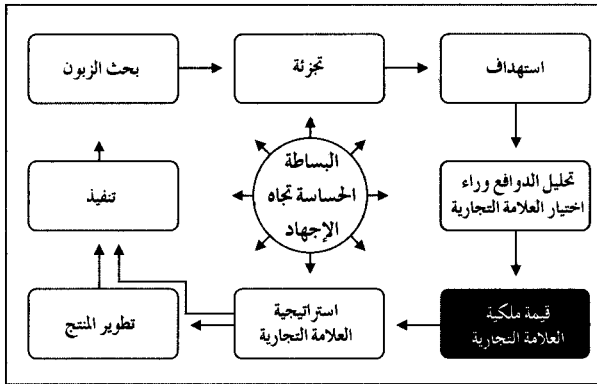 بحث الزبون
تجزئة
استهداف
البساطة
الحساسة تجاه
الإجهاد
تنفيذ
تحليل الدوافع وراء
اختيار العلامة التجارية
تطوير المنتج
استراتيجية
العلامة التجارية
قيمة ملكية
العلامة التجارية